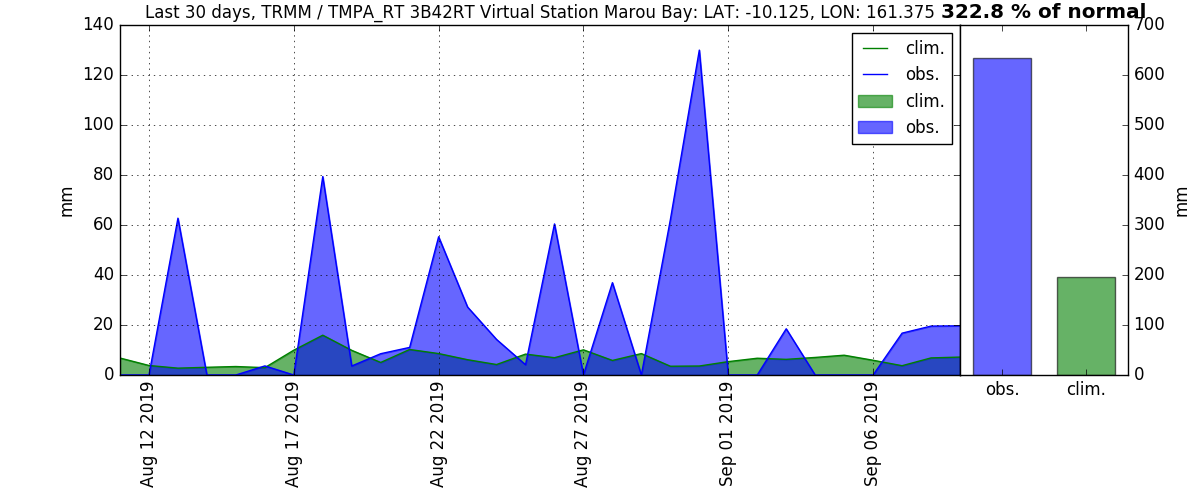 Last 30 days, TRMM / TMPA_RT 3B42RT Virtual Station Marou Bay: LAT: -10.125, LON: 161.375 322.8 % of normal
140
120
100
80
60
40
20
0
mm
clim.
obs.
clim.
obs.
700
600
500
400
300
200
100
0
mm
obs.
clim.
Aug 12 2019
Aug 17 2019
Aug 22 2019
Aug 27 2019
Sep 01 2019
Sep 06 2019